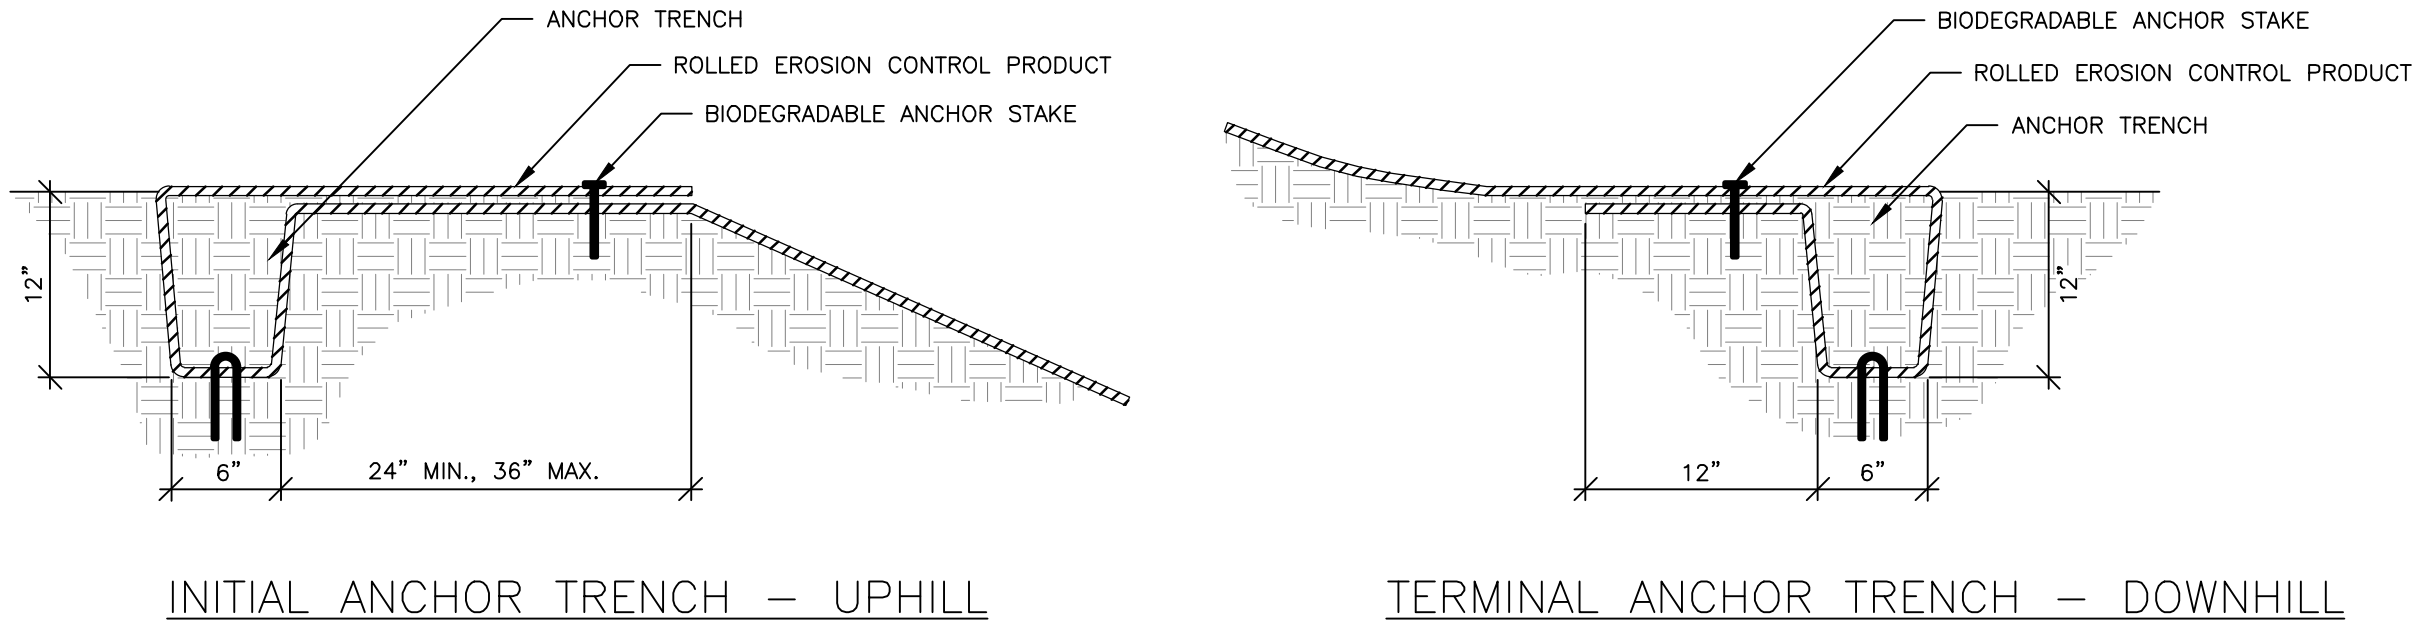 ANCHOR TRENCH
ROLLED EROSION CONTROL PRODUCT
BIODEGRADABLE ANCHOR STAKE
12”
6”
24” MIN., 36” MAX.
INITIAL ANCHOR TRENCH – UPHILL
BIODEGRADABLE ANCHOR STAKE
ROLLED EROSION CONTROL PRODUCT
ANCHOR TRENCH
12”
12”
6”
TERMINAL ANCHOR TRENCH – DOWNHILL